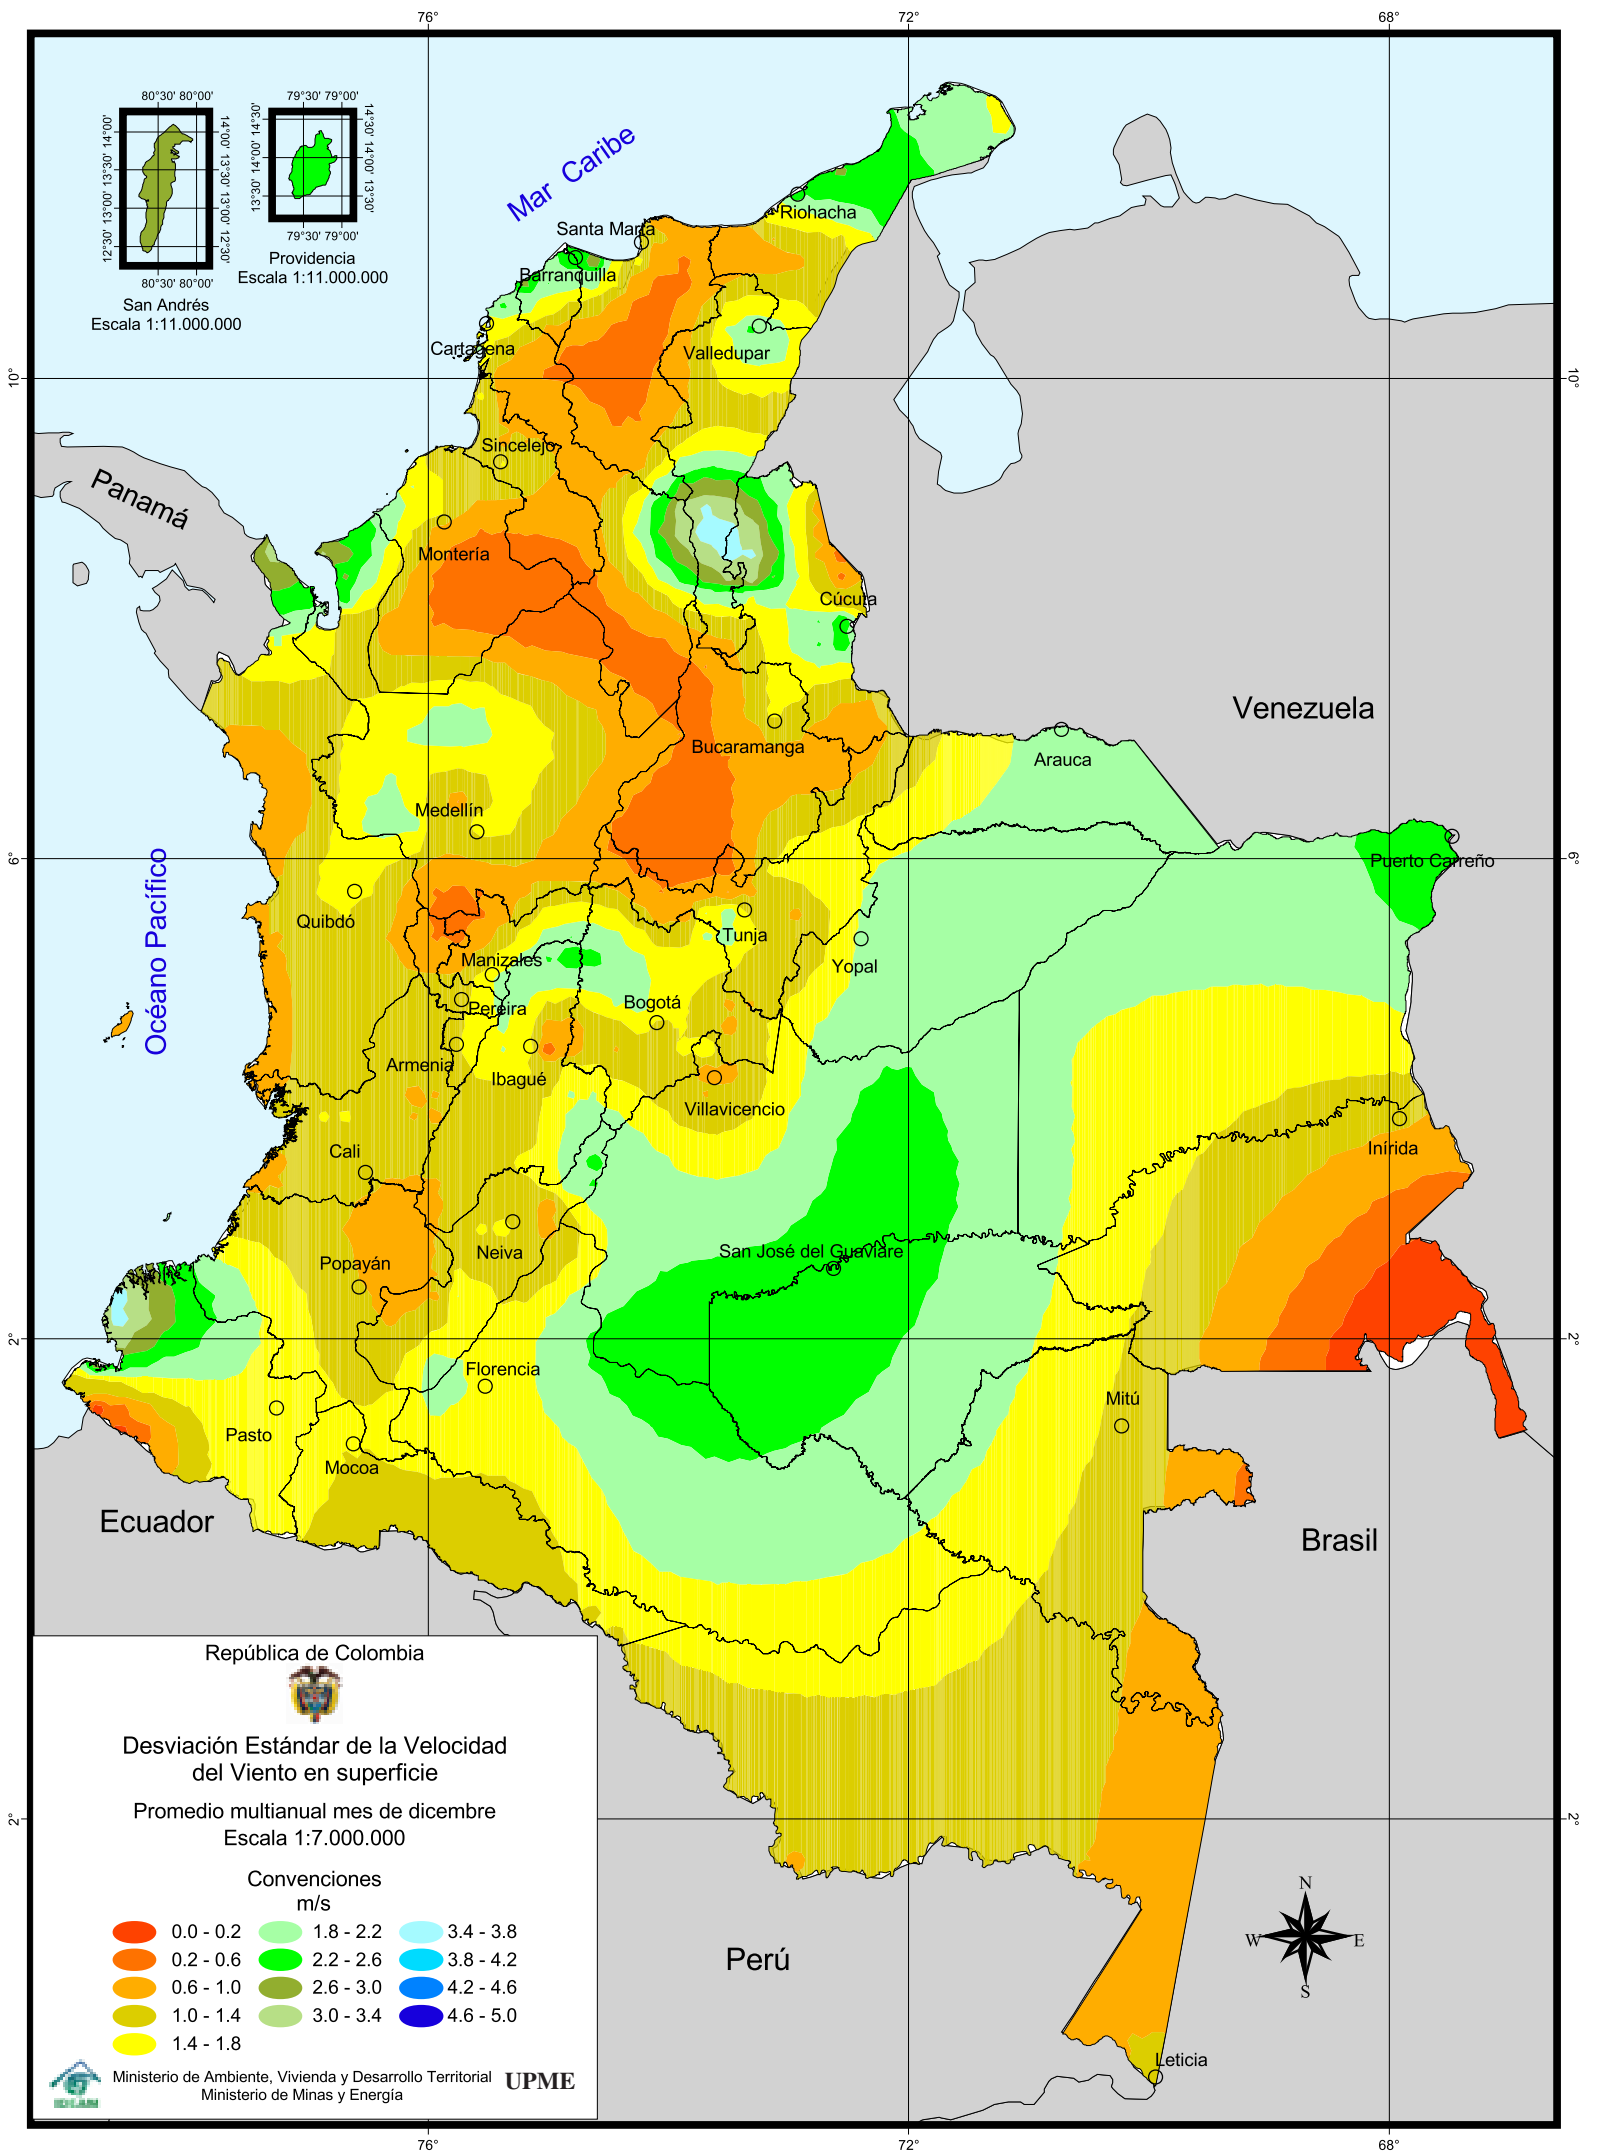 76°
72°
68°
80°30' 80°00'
14°00'
13°30'
13°00'
12°30'
14°00'
13°30'
13°00'
12°30'
80°30' 80°00'
San Andrés
Escala 1:11.000.000
79°30' 79°00'
14°30'
14°00'
13°30'
14°30'
14°00'
13°30'
79°30' 79°00'
Providencia
Escala 1:11.000.000
Mar Caribe
Riohacha
Santa Marta
Barranquilla
Cartagena
Valledupar
10°
10°
Sincelejo
Panamá
Montería
Cúcuta
Venezuela
Bucaramanga
Arauca
Medellín
6°
6°
Puerto Carreño
Quibdó
Tunja
Océano Pacífico
Manizales
Yopal
Pereira
Bogotá
Armenia
Ibagué
Villavicencio
Cali
Inírida
Neiva
San José del Guaviare
Popayán
2°
2°
Florencia
Mitú
Pasto
Mocoa
Ecuador
Brasil
República de Colombia
Desviación Estándar de la Velocidad
del Viento en superficie
Promedio multianual mes de dicembre
Escala 1:7.000.000
2°
2°
Convenciones
m/s
0.0 - 0.2 1.8 - 2.2 3.4 - 3.8
0.2 - 0.6 2.2 - 2.6 3.8 - 4.2
0.6 - 1.0 2.6 - 3.0 4.2 - 4.6
1.0 - 1.4 3.0 - 3.4 4.6 - 5.0
1.4 - 1.8
N
W E
S
Perú
Leticia
IDEAM
Ministerio de Ambiente, Vivienda y Desarrollo Territorial
Ministerio de Minas y Energía
UPME
76°
72°
68°